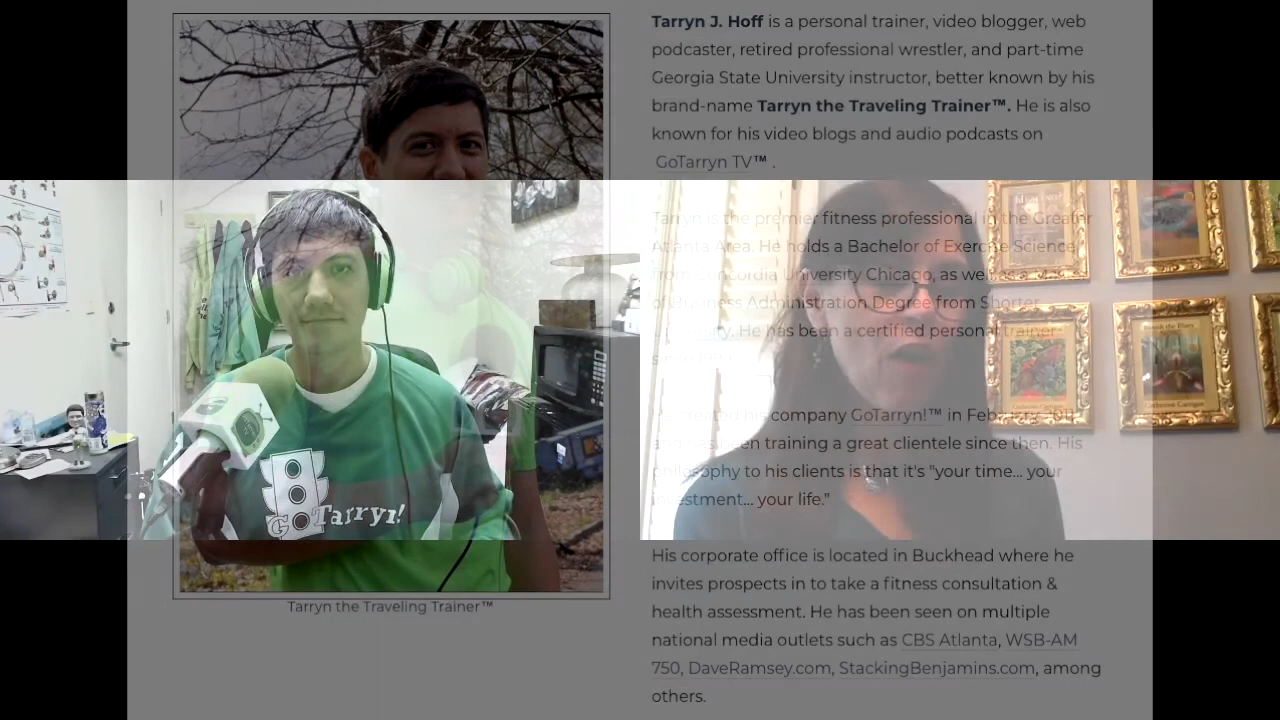 Tarryn J. Hoff is a personal trainer, video blogger, web
podcaster, retired professional wrestler, and part-time
Georgia State University instructor, better known by his
brand-name Tarryn the Traveling Trainer™. He is also
known for his video blogs and audio podcasts on
GoTarryn TV™ .
Tarryn is the premier fitness professional in the Greater
Atlanta Area. He holds a Bachelor of Exercise Science
from Concordia University Chicago, as well
of Business Administration Degree from Shorter
He has been a certified personal trainer
his company GoTarryn!™ in February 2011
and has been training a great clientele since then. His
philosophy to his clients is that it's "your time... your
investment... your life."
GO Tarryn!
His corporate office is located in Buckhead where he
invites prospects in to take a fitness consultation &
health assessment. He has been seen on multiple
national media outlets such as CBS Atlanta, WSB-AM
750, DaveRamsey.com, StackingBenjamins.com, among
others.
Tarryn the Traveling Trainer™